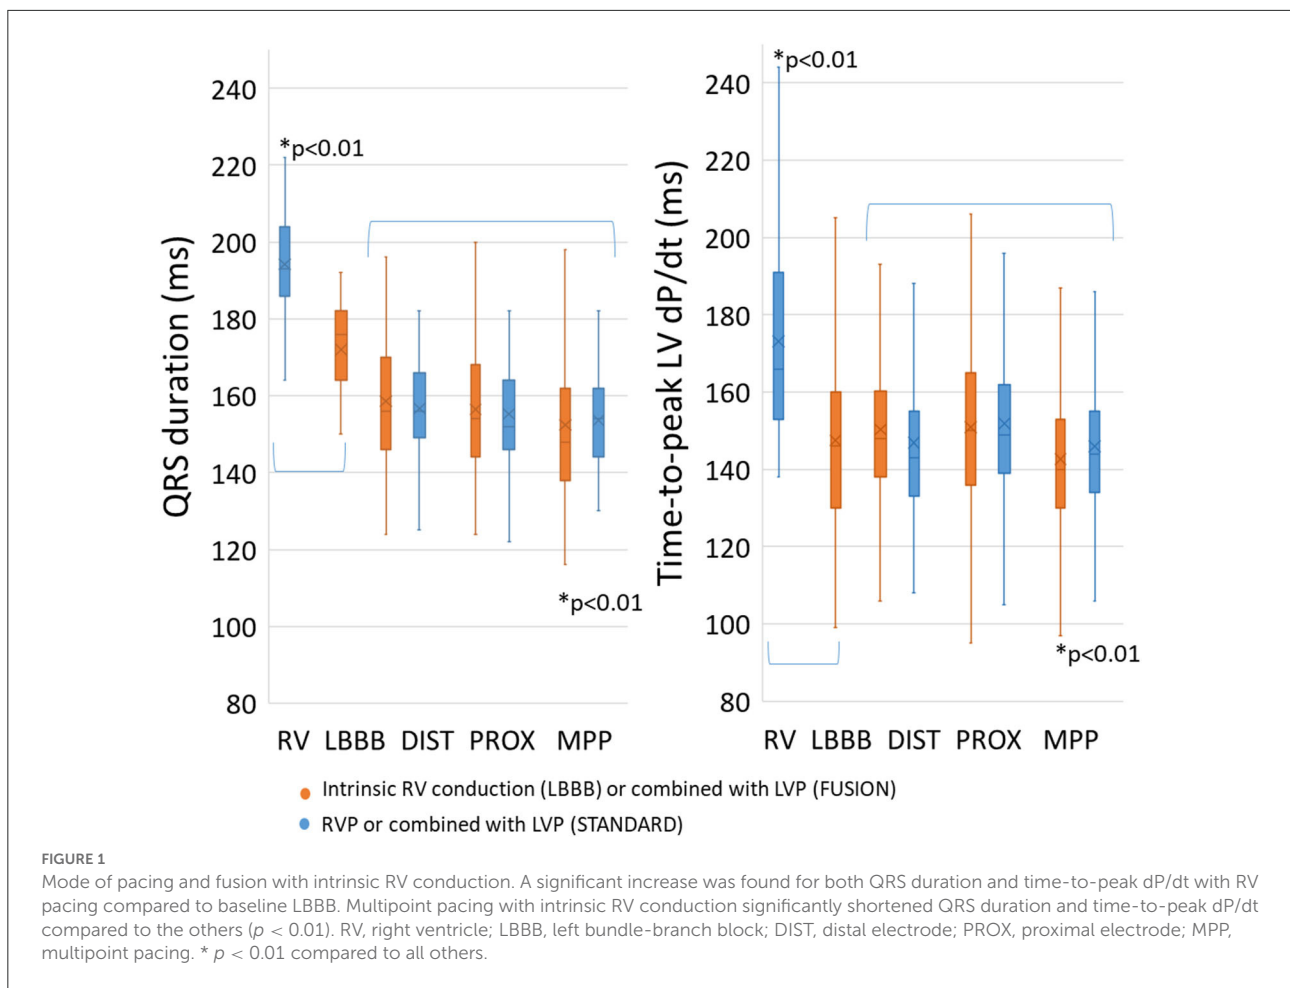 QRS duration (ms)
240
220
200
180
160
140
120
100
80
*p<0.01
*p<0.01
RV LBBB DIST PROX MPP
Time-to-peak LV dP/dt (ms)
240
220
200
180
160
140
120
100
80
*p<0.01
*p<0.01
RV LBBB DIST PROX MPP
Intrinsic RV conduction (LBBB) or combined with LVP (FUSION)
RVP or combined with LVP (STANDARD)
FIGURE 1
Mode of pacing and fusion with intrinsic RV conduction. A significant increase was found for both QRS duration and time-to-peak dP/dt with RV
pacing compared to baseline LBBB. Multipoint pacing with intrinsic RV conduction significantly shortened QRS duration and time-to-peak dP/dt
compared to the others (p < 0.01). RV, right ventricle; LBBB, left bundle-branch block; DIST, distal electrode; PROX, proximal electrode; MPP,
multipoint pacing. * p < 0.01 compared to all others.